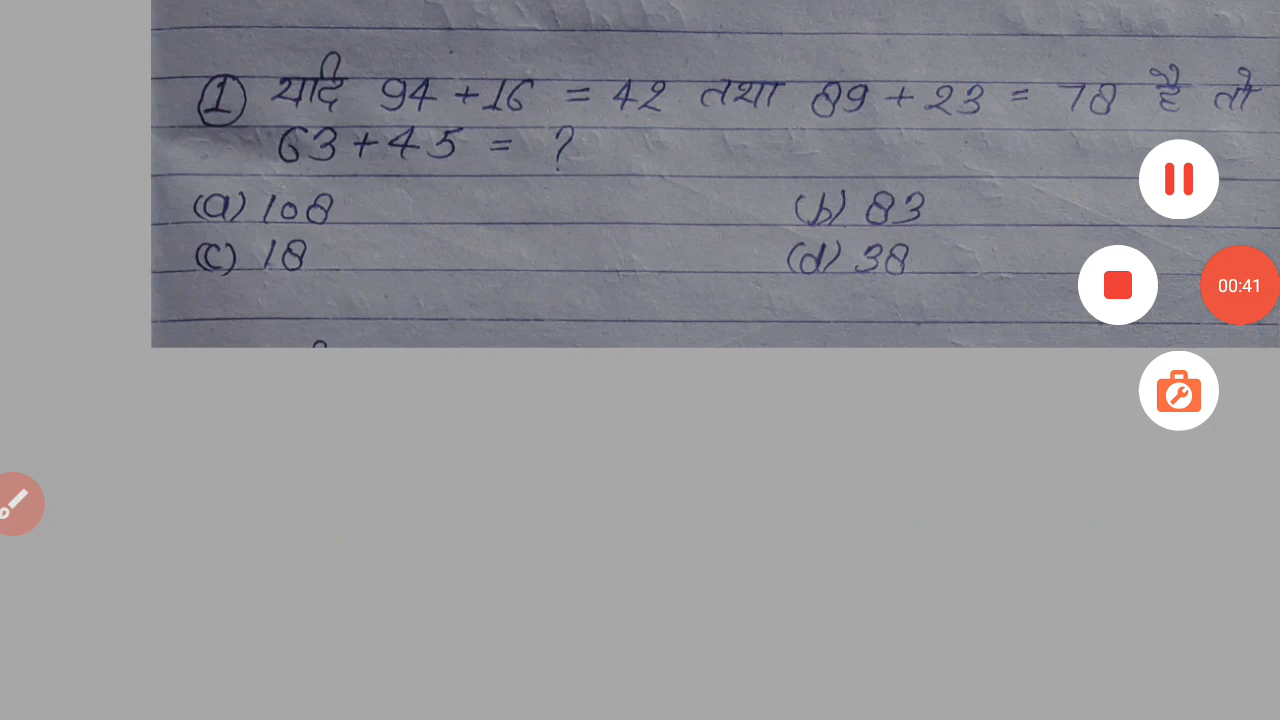 ① यदि 94 + 16 = 42 तथा 89 + 23 = 78 है तो
63 + 45 = ?
(a) 108 (b) 83
(c) 18 (d) 38
00:41